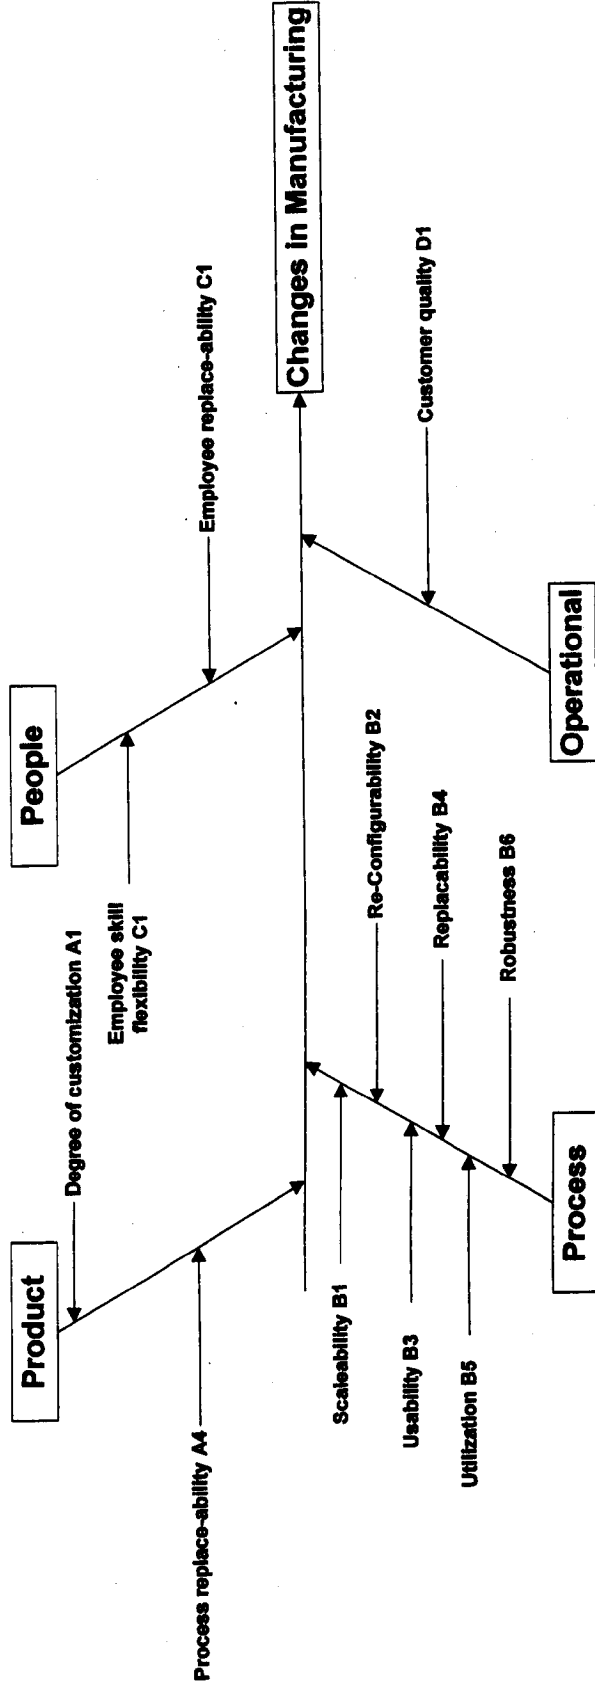 Product
People
Degree of customization A1
Employee skill
flexibility C1
Employee replace-ability C1
Process replace-ability A4
Changes in Manufacturing
Scaleability B1
Re-Configurability B2
Usability B3
Replacability B4
Customer quality D1
Utilization B5
Robustness B6
Process
Operational